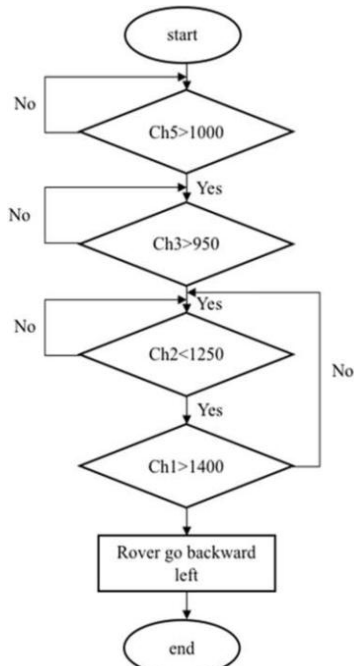 start
No
Ch5>1000
Yes
No
Ch3>950
Yes
No
Ch2<1250
No
Yes
Ch1>1400
Rover go backward
left
end